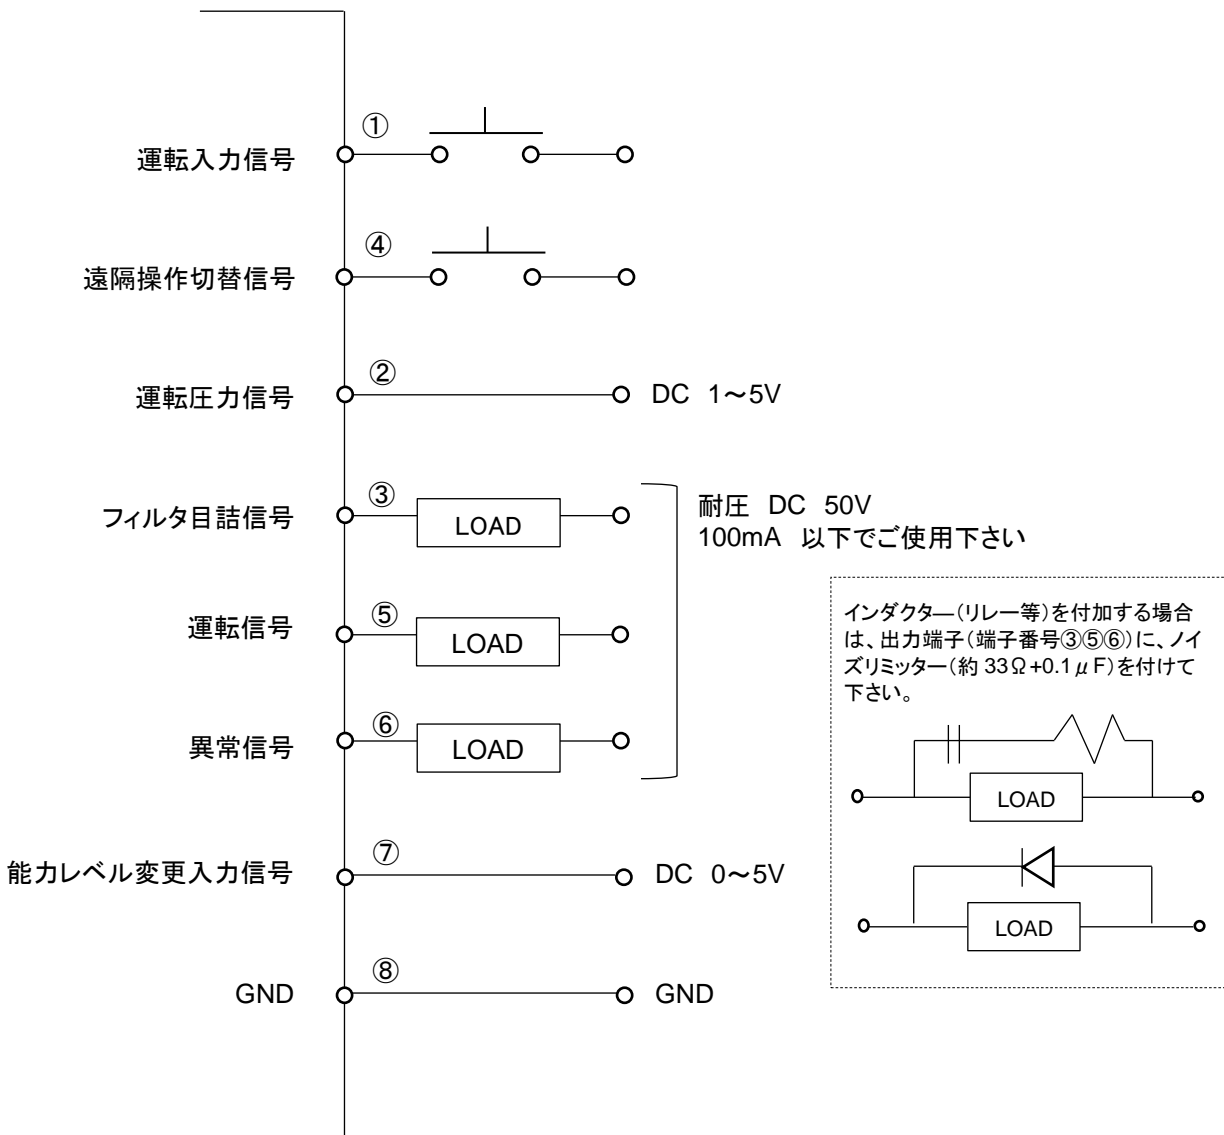 ①
運転入力信号
④
遠隔操作切替信号
②
運転圧力信号
DC 1～5V
③
フィルタ目詰信号
LOAD
耐圧 DC 50V
100mA 以下でご使用下さい
⑤
運転信号
LOAD
⑥
異常信号
LOAD
⑦
能力レベル変更入力信号
DC 0～5V
⑧
GND
GND
インダクタ―（リレー等）を付加する場合
は、出力端子（端子番号③⑤⑥）に、ノイ
ズリミッター（約 33Ω+0.1μF）を付けて
下さい。
LOAD
LOAD